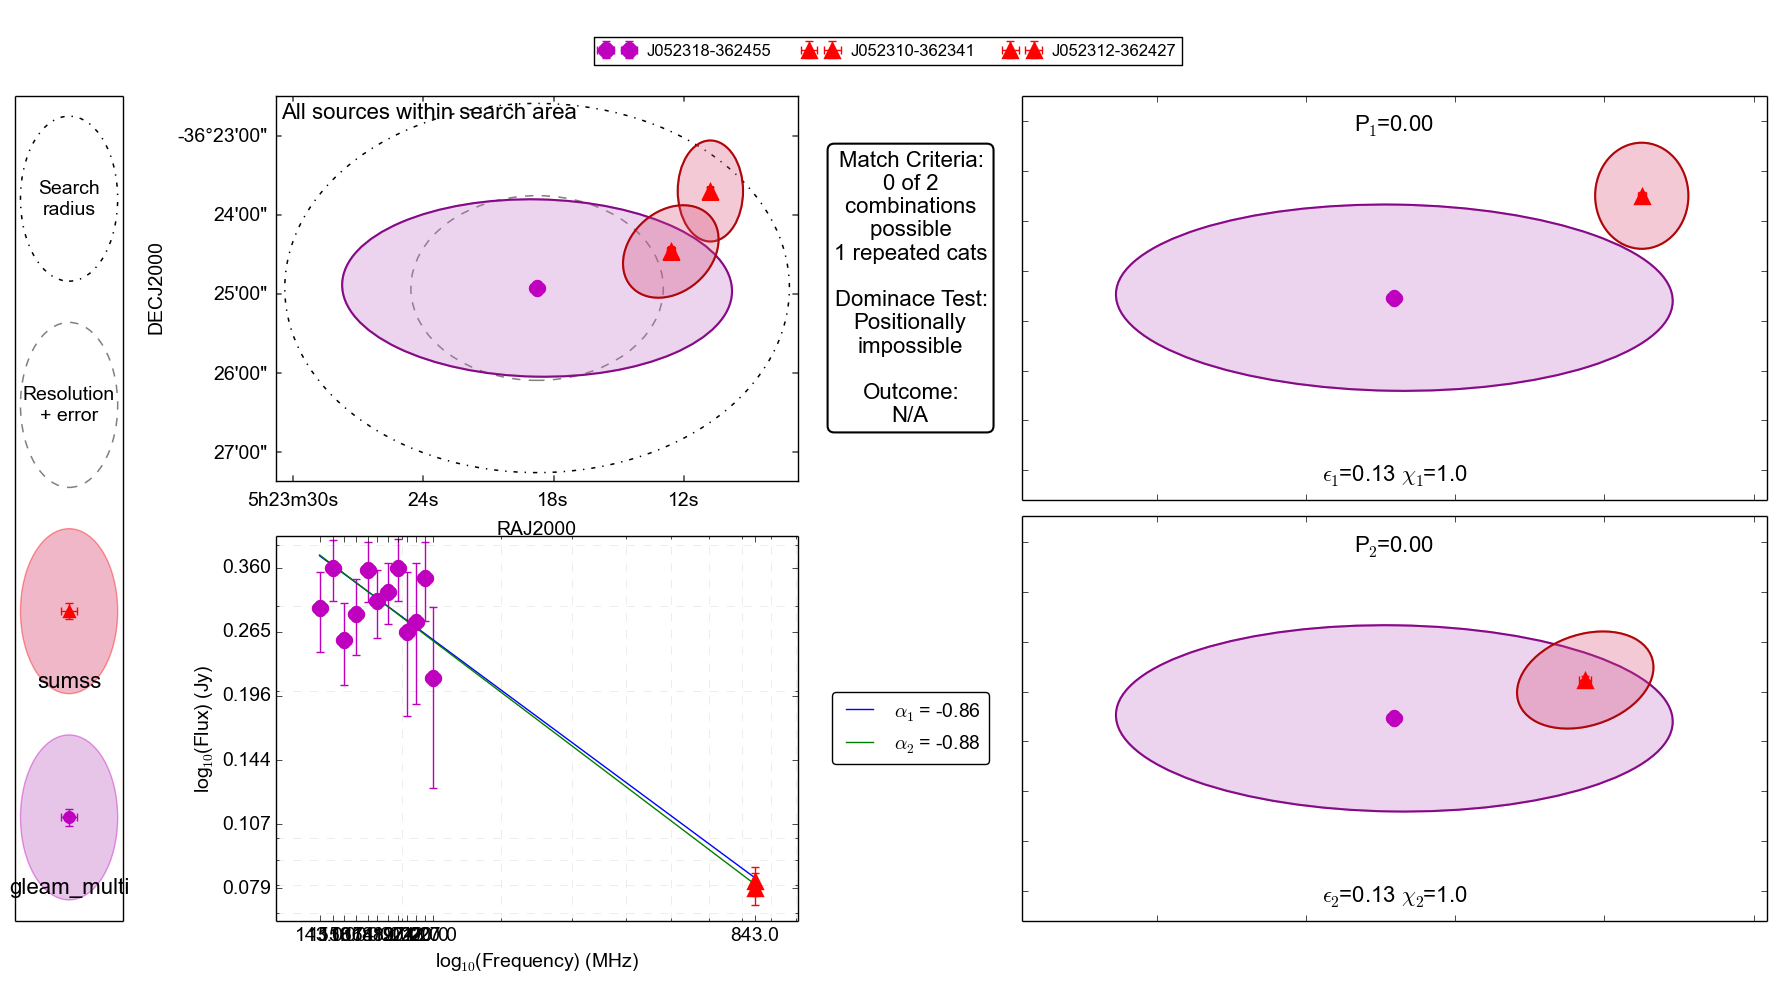 J052318-362455
J052310-362341
J052312-362427
Search
radius
Resolution
+ error
sumss
gleam_multi
All sources within search area
DECJ2000
-36°23'00"
24'00"
25'00"
26'00"
27'00"
5h23m30s
24s
18s
12s
RAJ2000
Match Criteria:
0 of 2
combinations
possible
1 repeated cats
Dominace Test:
Positionally
impossible
Outcome:
N/A
P1=0.00
ϵ1=0.13 χ1=1.0
log10(Flux) (Jy)
0.360
0.265
0.196
0.144
0.107
0.079
843.0
log10(Frequency) (MHz)
α1 = -0.86
α2 = -0.88
P2=0.00
ϵ2=0.13 χ2=1.0